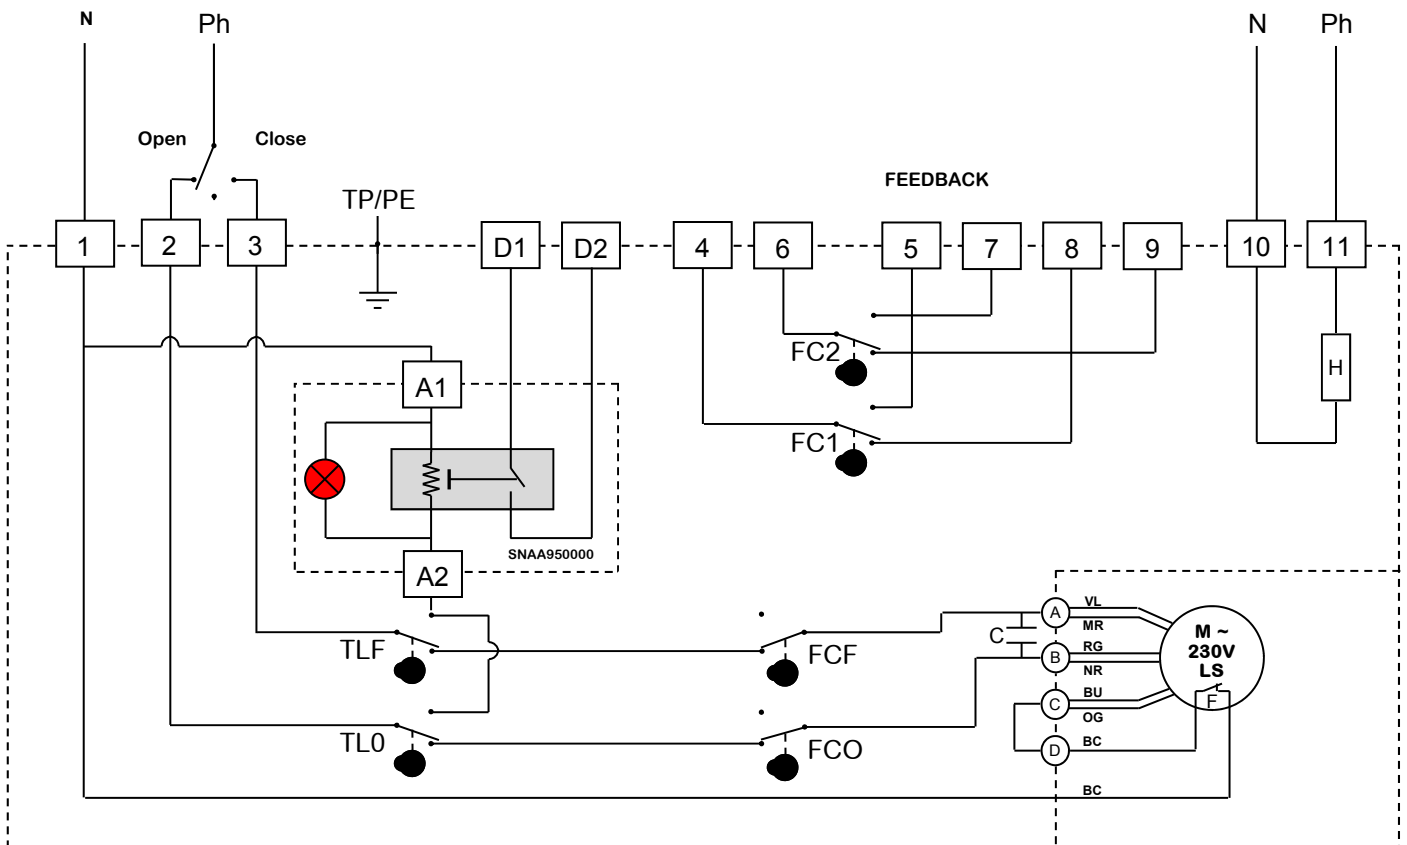 N
Ph
N
Ph
Open
Close
FEEDBACK
TP/PE
1
2
3
D1
D2
4
6
5
7
8
9
10
11
FC2
H
A1
FC1
SNAA950000
A2
TLF
FCF
C
A
VL
MR
B
RG
NR
M ~
230V
LS
F
TL0
FCO
C
BU
OG
D
BC
BC